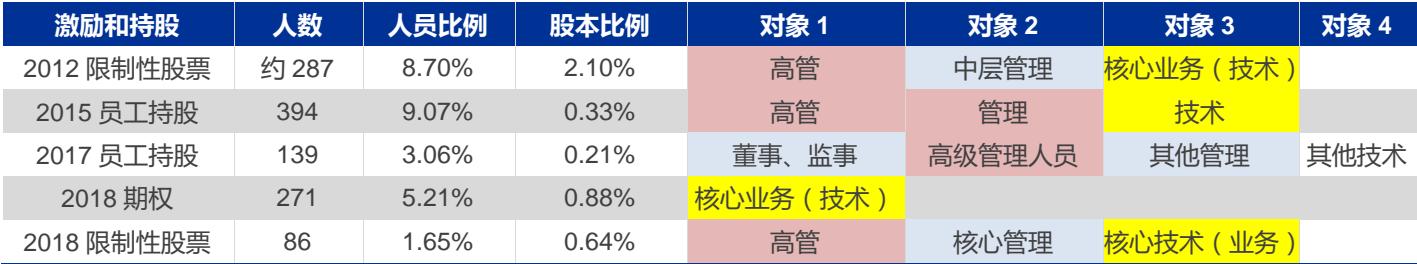 激励和持股 人数 人员比例 股本比例 对象 1 对象 2 对象 3 对象 4
2012 限制性股票 约 287 8.70% 2.10% 高管 中层管理 核心业务（技术）
2015 员工持股 394 9.07% 0.33% 高管 管理 技术
2017 员工持股 139 3.06% 0.21% 董事、监事 高级管理人员 其他管理 其他技术
2018 期权 271 5.21% 0.88% 核心业务（技术）
2018 限制性股票 86 1.65% 0.64% 高管 核心管理 核心技术（业务）